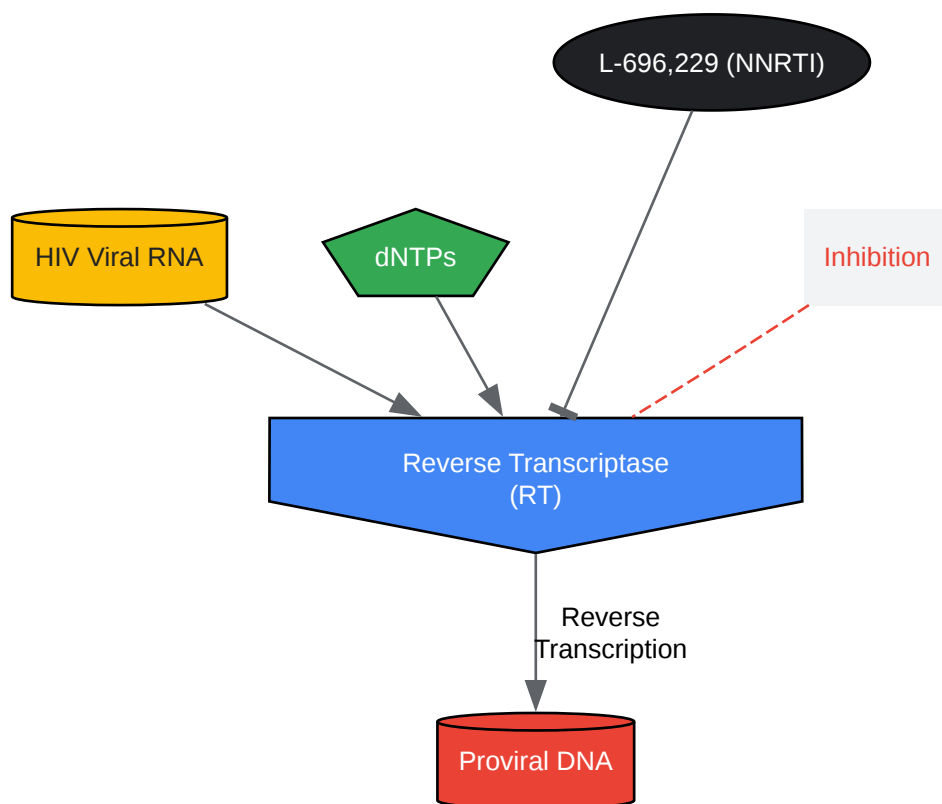 L-696,229 (NNRTI)
HIV Viral RNA
dNTPs
Inhibition
Reverse Transcriptase
(RT)
Reverse
Transcription
Proviral DNA